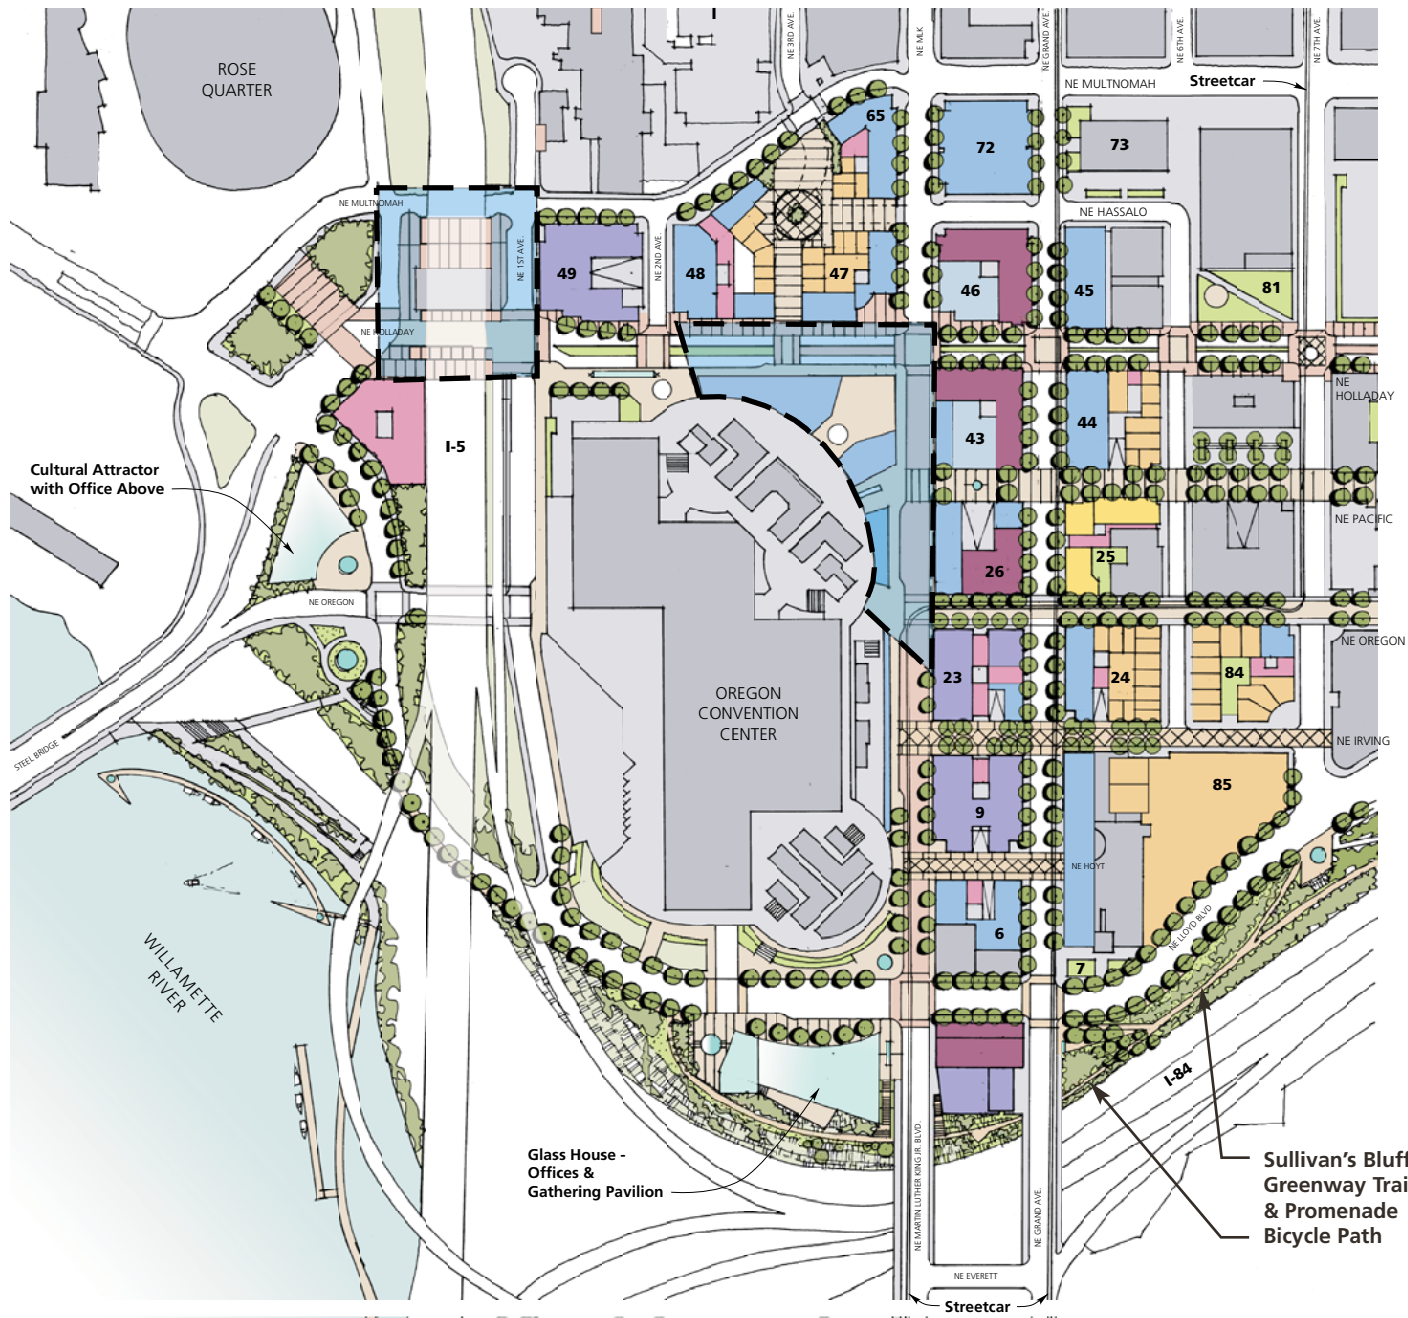 ROSE
QUARTER
NE 3RD AVE.
NE MLK
NE GRAND AVE.
NE 6TH AVE.
NE 7TH AVE.
Streetcar
NE MULTNOMAH
65
72
73
NE MULTNOMAH
NE HASSALO
NE 1ST AVE.
NE 2ND AVE.
49
48
47
46
45
81
NE HOLLADAY
NE
HOLLADAY
I-5
43
44
Cultural Attractor
with Office Above
NE PACIFIC
25
26
NE OREGON
NE OREGON
23
24
84
OREGON
CONVENTION
CENTER
STEEL BRIDGE
NE IRVING
85
9
NE HOYT
6
NE LLOYD BLVD
7
WILLAMETTE
RIVER
I-84
Glass House -
Offices &
Gathering Pavilion
NE MARTIN LUTHER KING JR. BLVD.
NE GRAND AVE.
Sullivan's Bluff
Greenway Trai
& Promenade
Bicycle Path
NE EVERETT
Streetcar